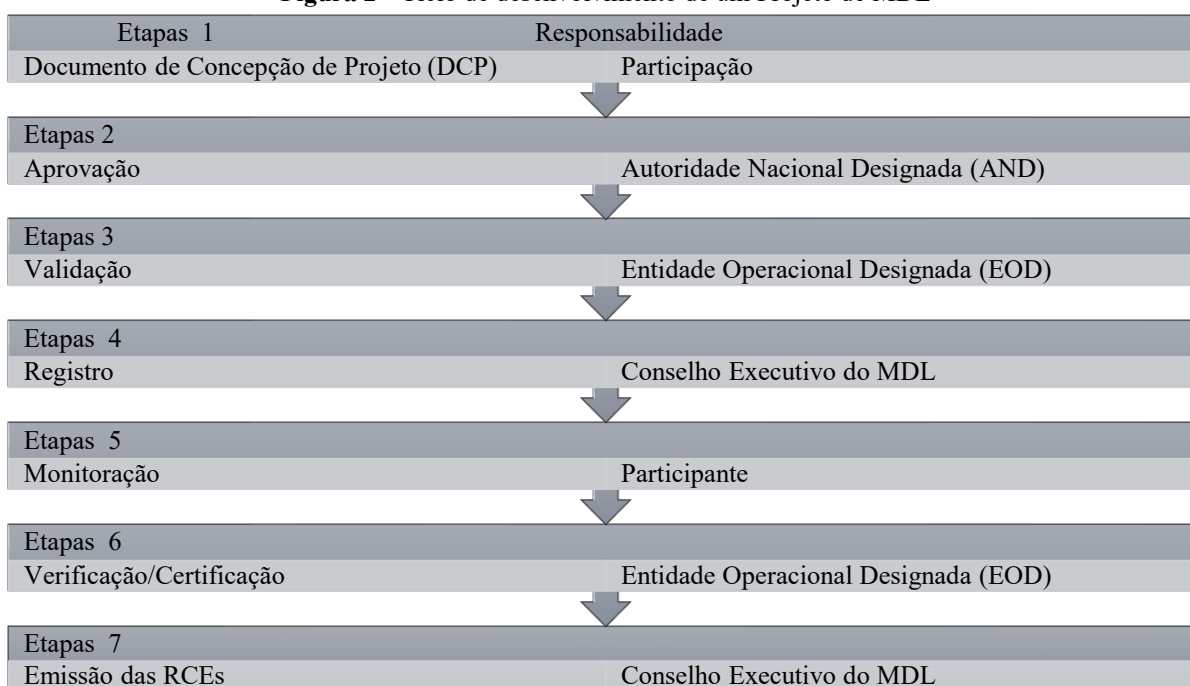 Etapas 1 Responsabilidade
Documento de Concepção de Projeto (DCP) Participação
Etapas 2
Aprovação Autoridade Nacional Designada (AND)
Etapas 3
Validação Entidade Operacional Designada (EOD)
Etapas 4
Registro Conselho Executivo do MDL
Etapas 5
Monitoração Participante
Etapas 6
Verificação/Certificação Entidade Operacional Designada (EOD)
Etapas 7
Emissão das RCEs Conselho Executivo do MDL